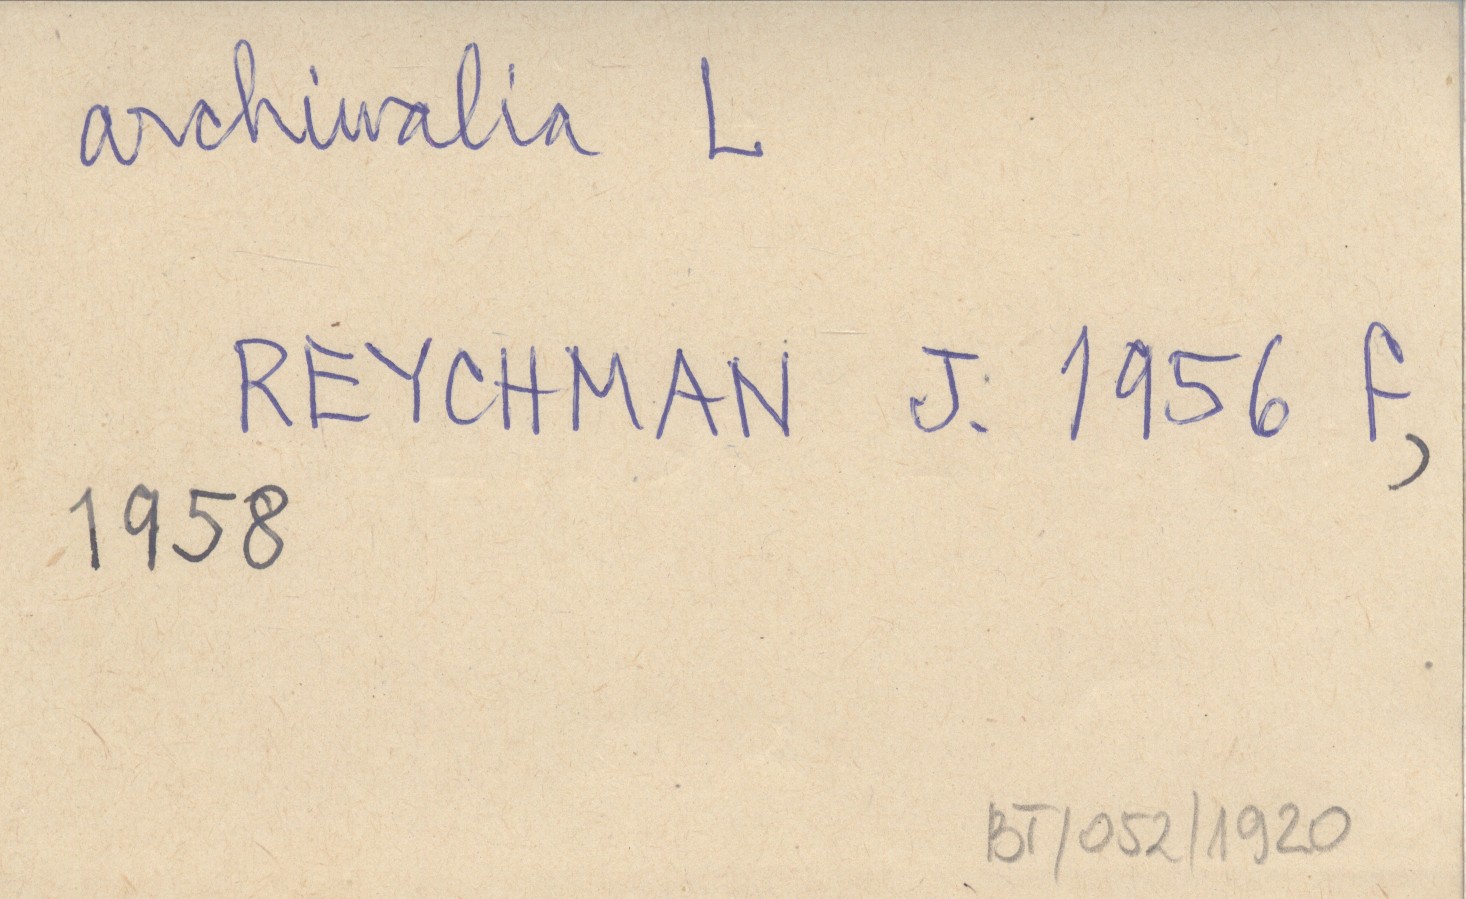 archiwalia L
REYCHMAN J. 1956 f,
1958
BT/052/1920